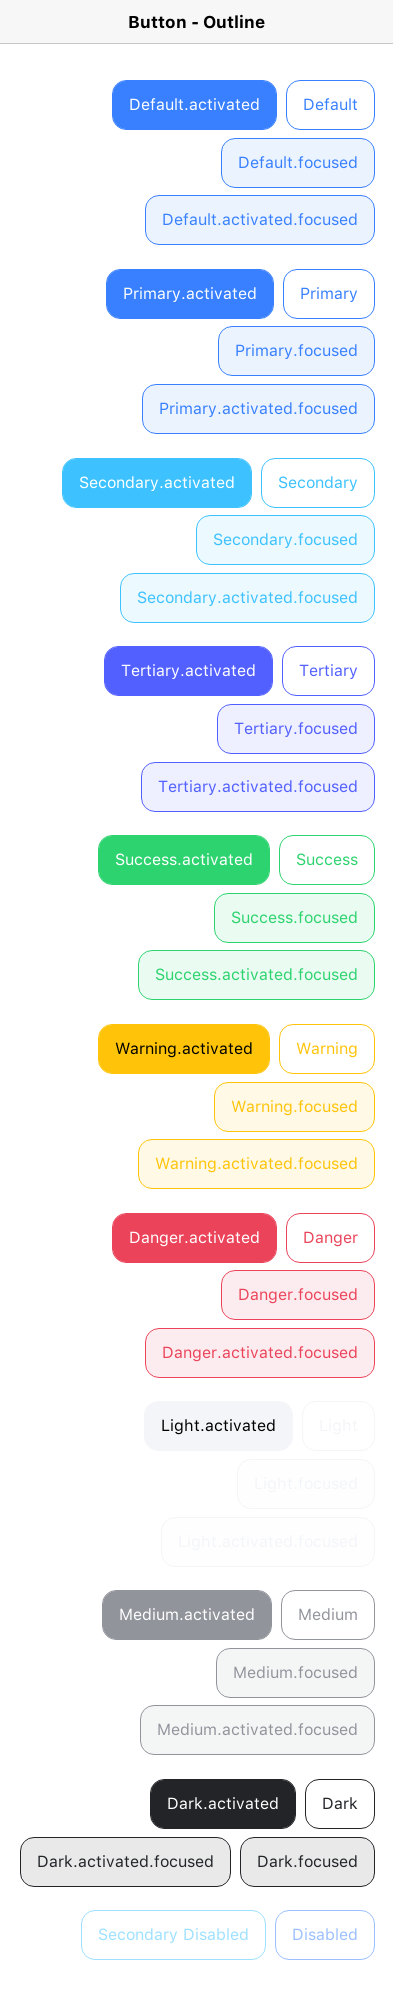 Button - Outline
Default.activated Default
Default.focused
Default.activated.focused
Primary.activated Primary
Primary.focused
Primary.activated.focused
Secondary.activated Secondary
Secondary.focused
Secondary.activated.focused
Tertiary.activated Tertiary
Tertiary.focused
Tertiary.activated.focused
Success.activated Success
Success.focused
Success.activated.focused
Warning.activated Warning
Warning.focused
Warning.activated.focused
Danger.activated Danger
Danger.focused
Danger.activated.focused
Light.activated Light
Light.focused
Light.activated.focused
Medium.activated Medium
Medium.focused
Medium.activated.focused
Dark.activated Dark
Dark.activated.focused Dark.focused
Secondary Disabled Disabled